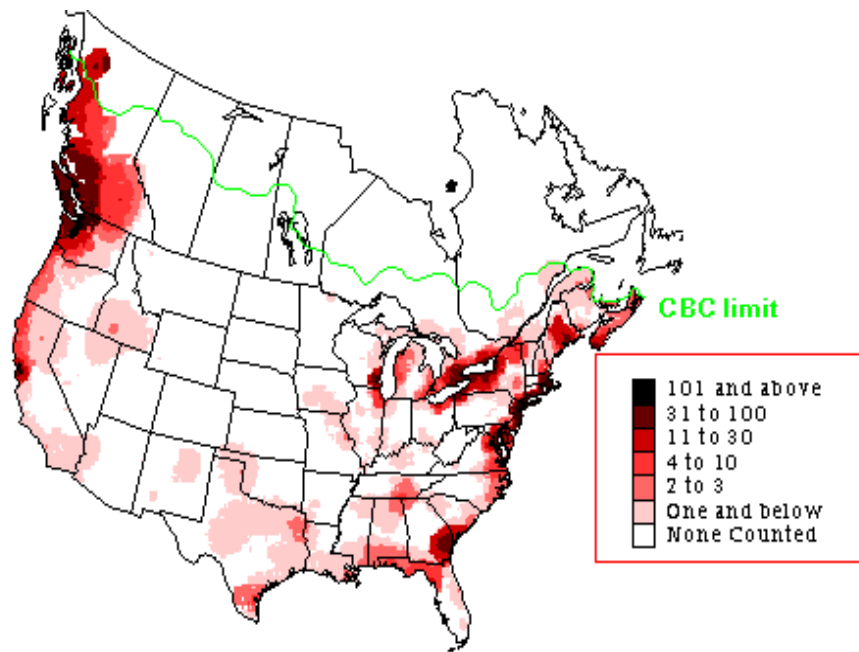 CBC limit
101 and above
31 to 100
11 to 30
4 to 10
2 to 3
One and below
None Counted